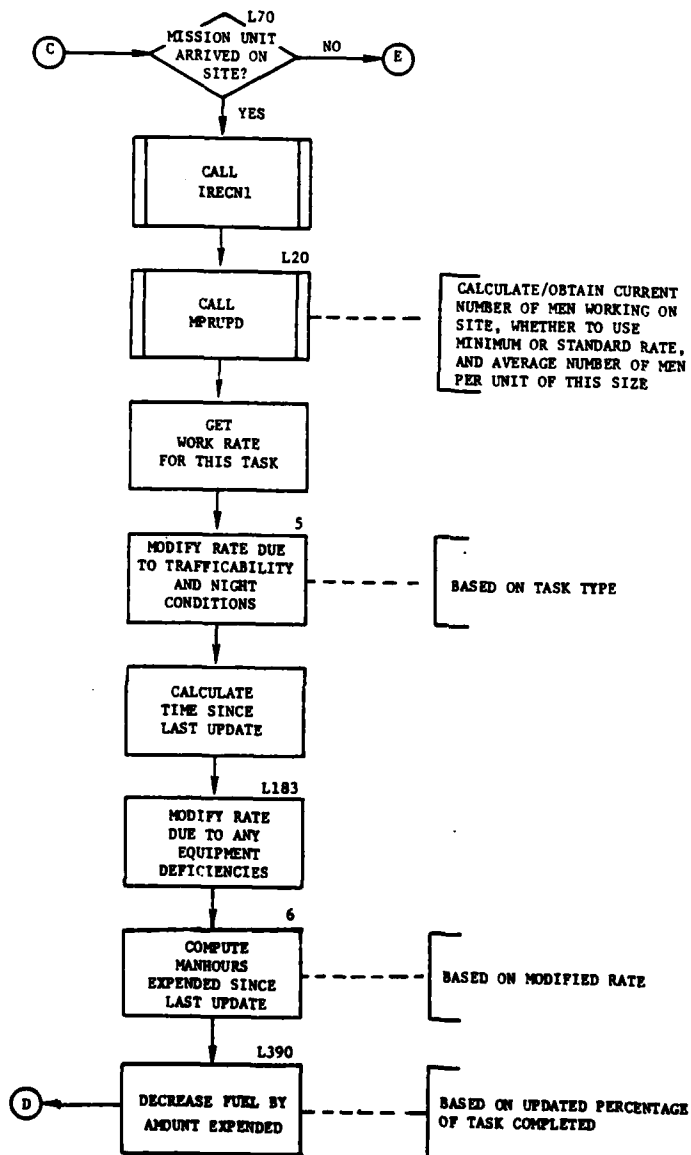 L70
C
MISSION UNIT
ARRIVED ON
SITE?
NO
E
YES
CALL
IRECN1
L20
CALL
MPRUPD
CALCULATE/OBTAIN CURRENT
NUMBER OF MEN WORKING ON
SITE, WHETHER TO USE
MINIMUM OR STANDARD RATE,
AND AVERAGE NUMBER OF MEN
PER UNIT OF THIS SIZE
GET
WORK RATE
FOR THIS TASK
5
MODIFY RATE DUE
TO TRAFFICABILITY
AND NIGHT
CONDITIONS
BASED ON TASK TYPE
CALCULATE
TIME SINCE
LAST UPDATE
L183
MODIFY RATE
DUE TO ANY
EQUIPMENT
DEFICIENCIES
6
COMPUTE
MANHOURS
EXPENDED SINCE
LAST UPDATE
BASED ON MODIFIED RATE
L390
D
DECREASE FUEL BY
AMOUNT EXPENDED
BASED ON UPDATED PERCENTAGE
OF TASK COMPLETED